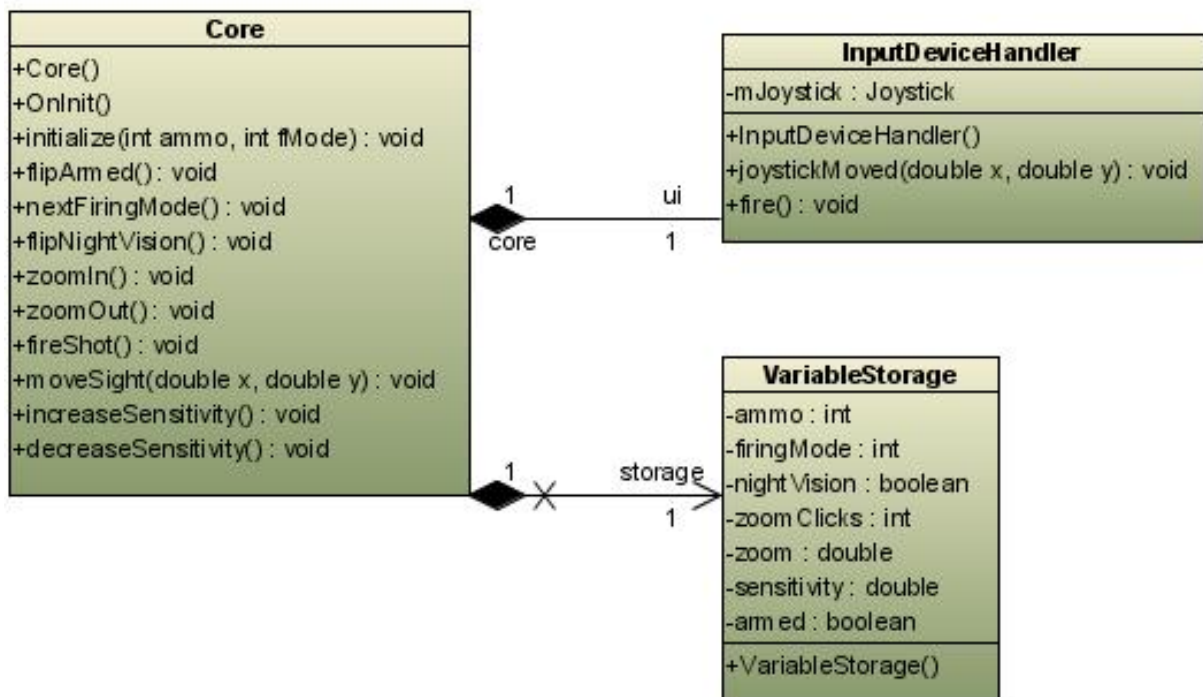 Core
+Core()
+OnInit()
+initialize(int ammo, int fMode) : void
+flipArmed() : void
+nextFiringMode() : void
+flipNightVision() : void
+zoomIn() : void
+zoomOut() : void
+fireShot() : void
+moveSight(double x, double y) : void
+increaseSensitivity() : void
+decreaseSensitivity() : void
1
core
ui
1
InputDeviceHandler
-mJoystick : Joystick
+InputDeviceHandler()
+joystickMoved(double x, double y) : void
+fire() : void
1
storage
1
VariableStorage
-ammo : int
-firingMode : int
-nightVision : boolean
-zoomClicks : int
-zoom : double
-sensitivity : double
-armed : boolean
+VariableStorage()